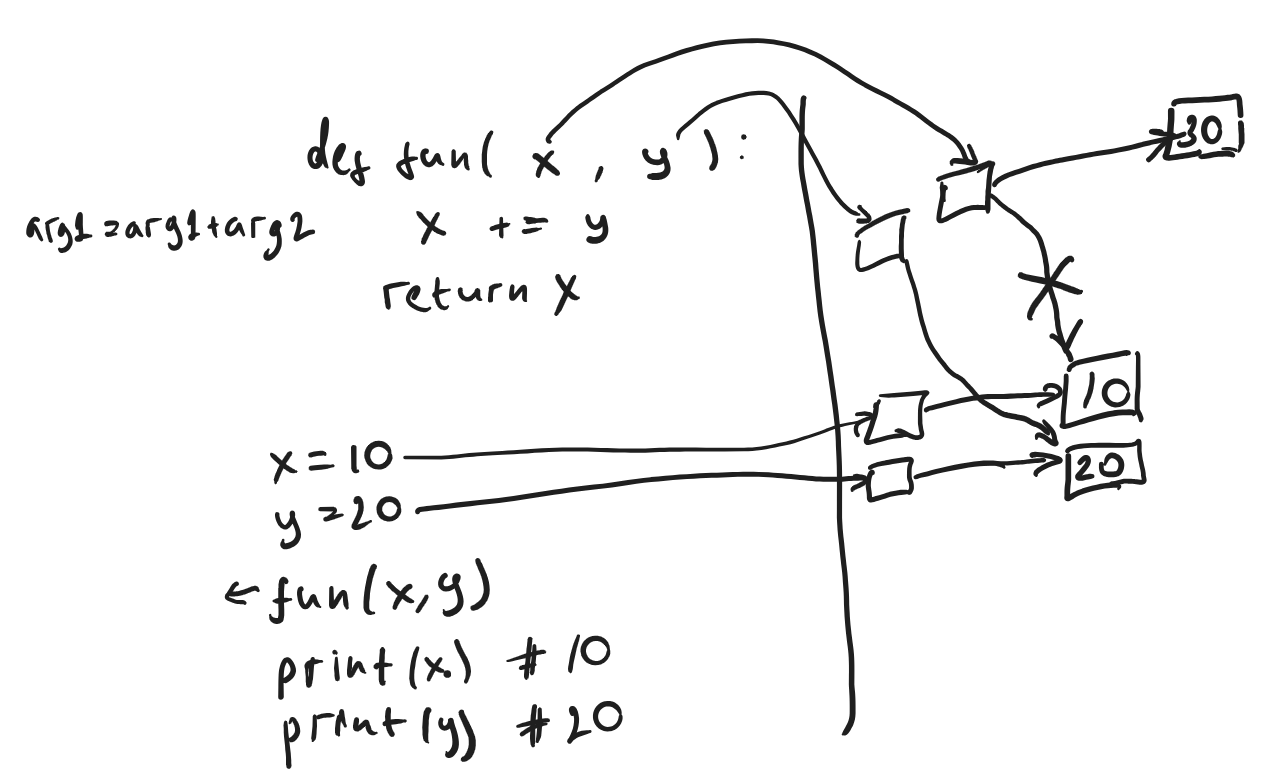 def fun( x , y ):
30
arg1=arg1+arg2 x += y
return x
10
x = 10
y = 20
20
← fun(x,y)
print(x) # 10
print(y) # 20